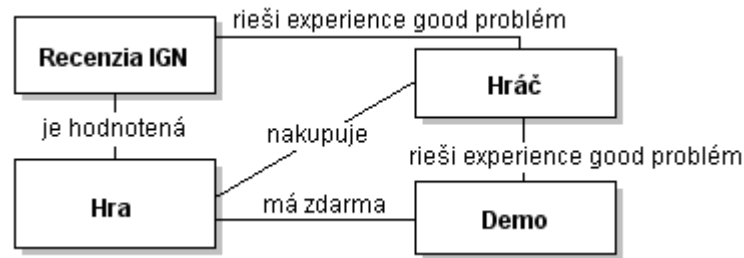 rieši experience good problém
Recenzia IGN
Hráč
je hodnotená
nakupuje
rieši experience good problém
Hra
má zdarma
Demo